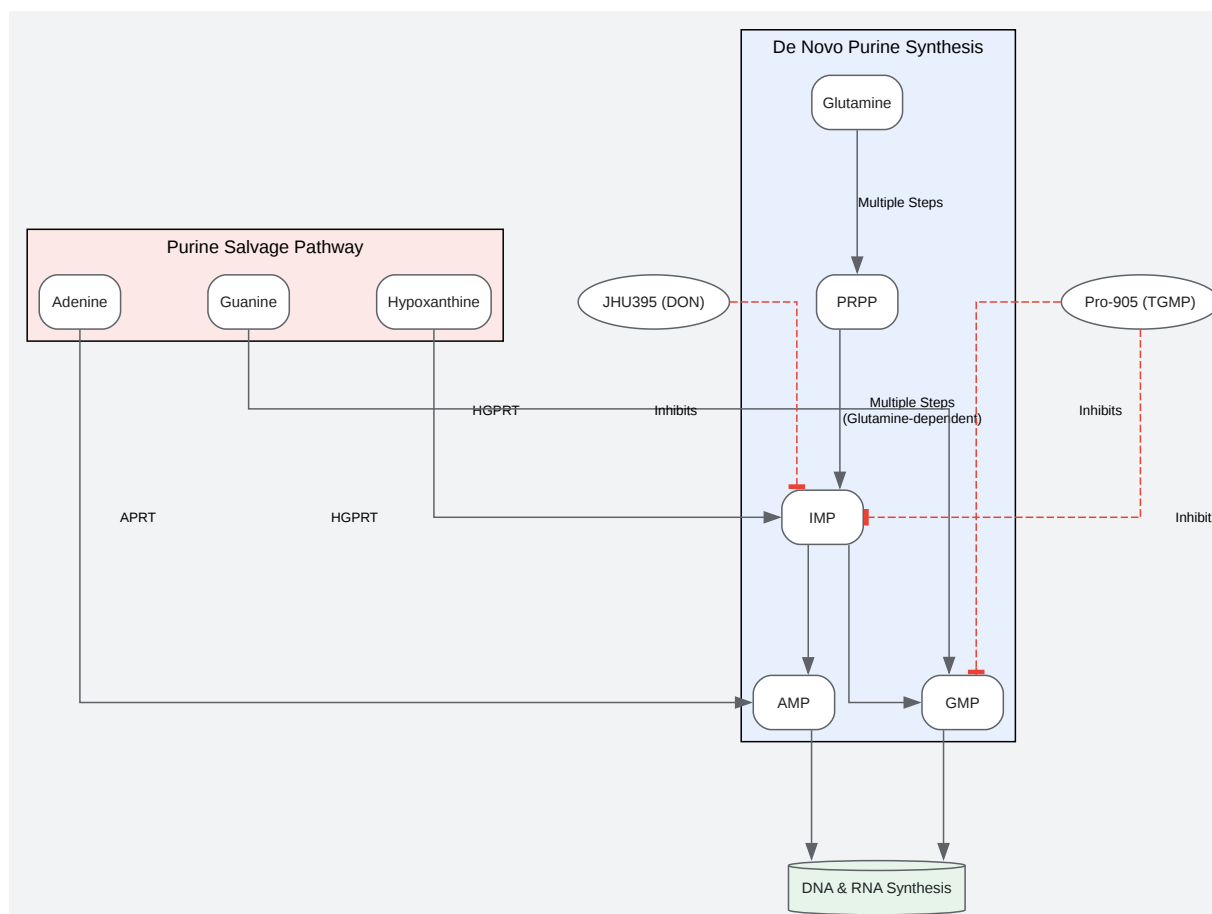 De Novo Purine Synthesis
Glutamine
Multiple Steps
Purine Salvage Pathway
Adenine
Guanine
Hypoxanthine
JHU395 (DON)
PRPP
Pro-905 (TGMP)
HGPRT
Inhibits
Multiple Steps
(Glutamine-dependent)
Inhibits
APRT
HGPRT
IMP
Inhibit
AMP
GMP
DNA & RNA Synthesis